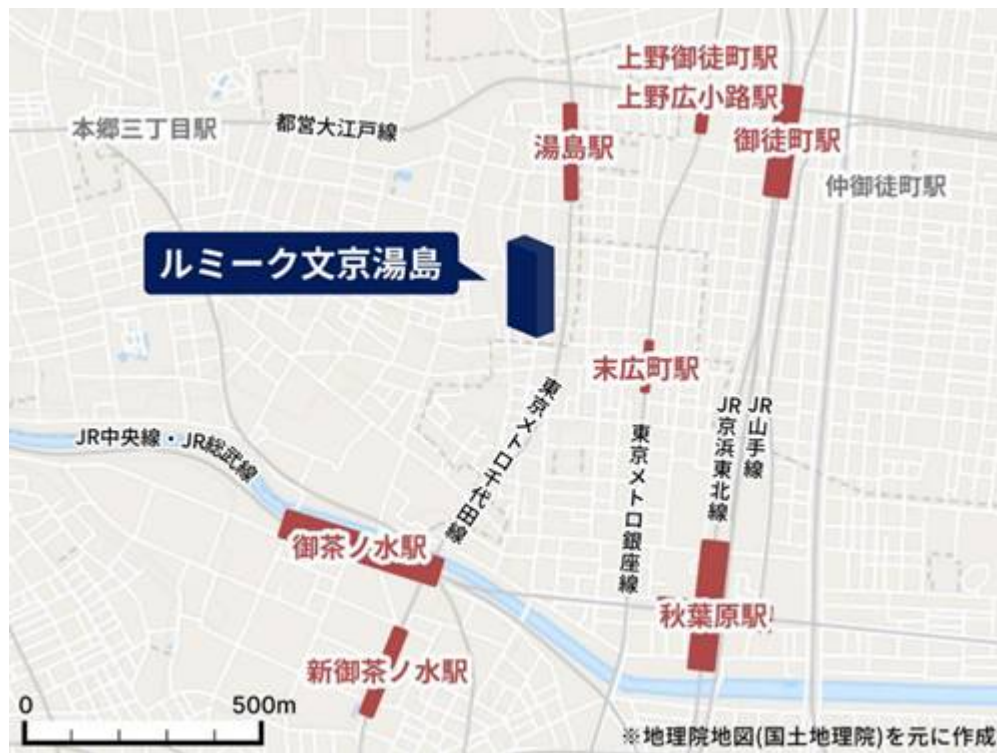 上野御徒町駅
上野広小路駅
本郷三丁目駅
都営大江戸線
湯島駅
御徒町駅
仲御徒町駅
ルミーク文京湯島
末広町駅
東京メトロ千代田線
東京メトロ銀座線
JR京浜東北線
JR山手線
JR中央線・JR総武線
御茶ノ水駅
秋葉原駅
新御茶ノ水駅
0 500m
※地理院地図(国土地理院)を元に作成